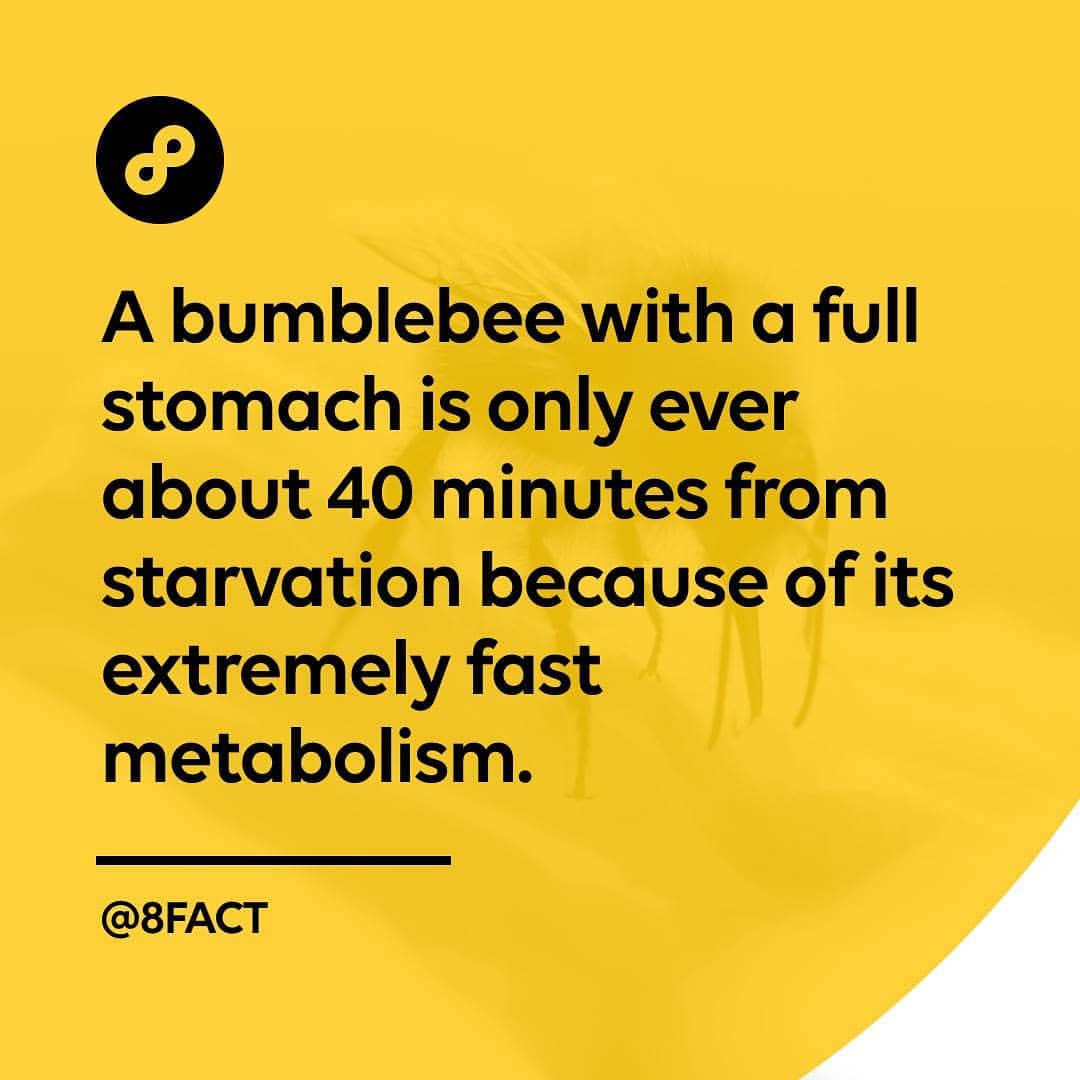 A bumblebee with a full
stomach is only ever
about 40 minutes from
starvation because of its
extremely fast
metabolism.
@8FACT